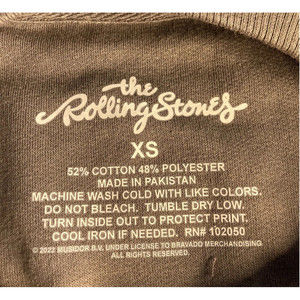 the
Rolling Stones
XS
52% COTTON 48% POLYESTER
MADE IN PAKISTAN
MACHINE WASH COLD WITH LIKE COLORS.
DO NOT BLEACH. TUMBLE DRY LOW.
TURN INSIDE OUT TO PROTECT PRINT.
COOL IRON IF NEEDED. RN# 102050
© 2022 MUSIDOR B.V. UNDER LICENSE TO BRAVADO MERCHANDISING.
ALL RIGHTS RESERVED.